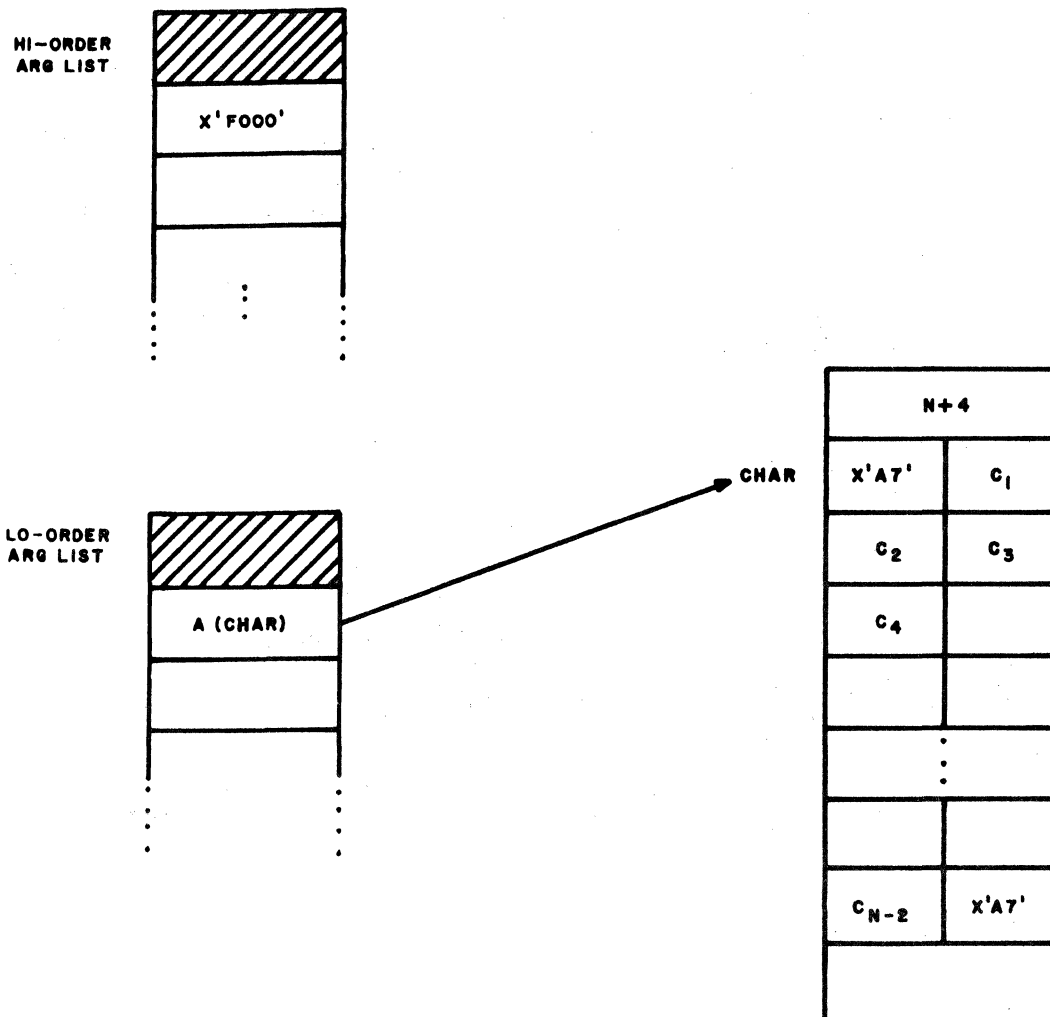 HI-ORDER
ARG LIST
X'F000'
N+4
CHAR
X'A7' C₁
LO-ORDER
ARG LIST
C₂ C₃
A (CHAR)
C₄
C_N-2 X'A7'